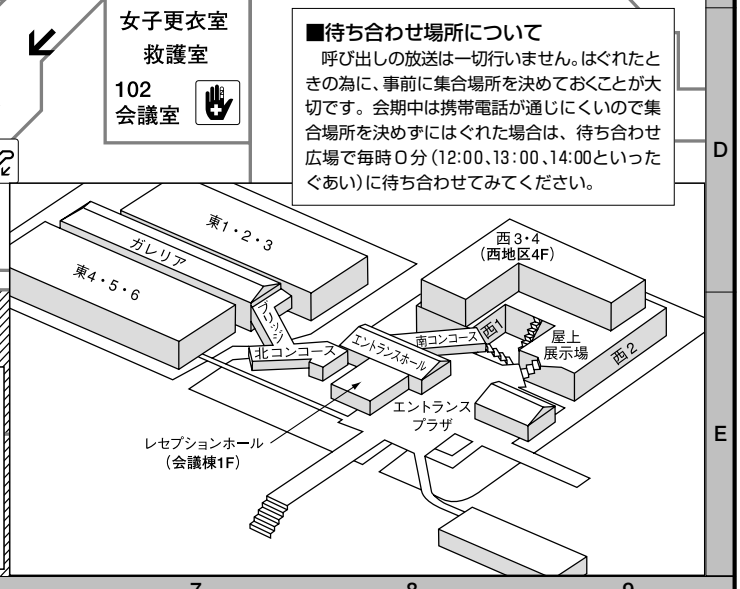 女子更衣室
救護室
102
会議室
■待ち合わせ場所について
　呼び出しの放送は一切行いません。はぐれたと
きの為に、事前に集合場所を決めておくことが大
切です。会期中は携帯電話が通じにくいので集
合場所を決めずにはぐれた場合は、待ち合わせ
広場で毎時０分(12:00、13:00、14:00といった
ぐあい)に待ち合わせてみてください。
D
東1・2・3
ガレリア
東4・5・6
ブリッジ
北コンコース
エントランスホール
南コンコース
西3・4
(西地区4F)
西1
屋上
展示場
西2
エントランス
プラザ
レセプションホール
(会議棟1F)
E
7
8
9